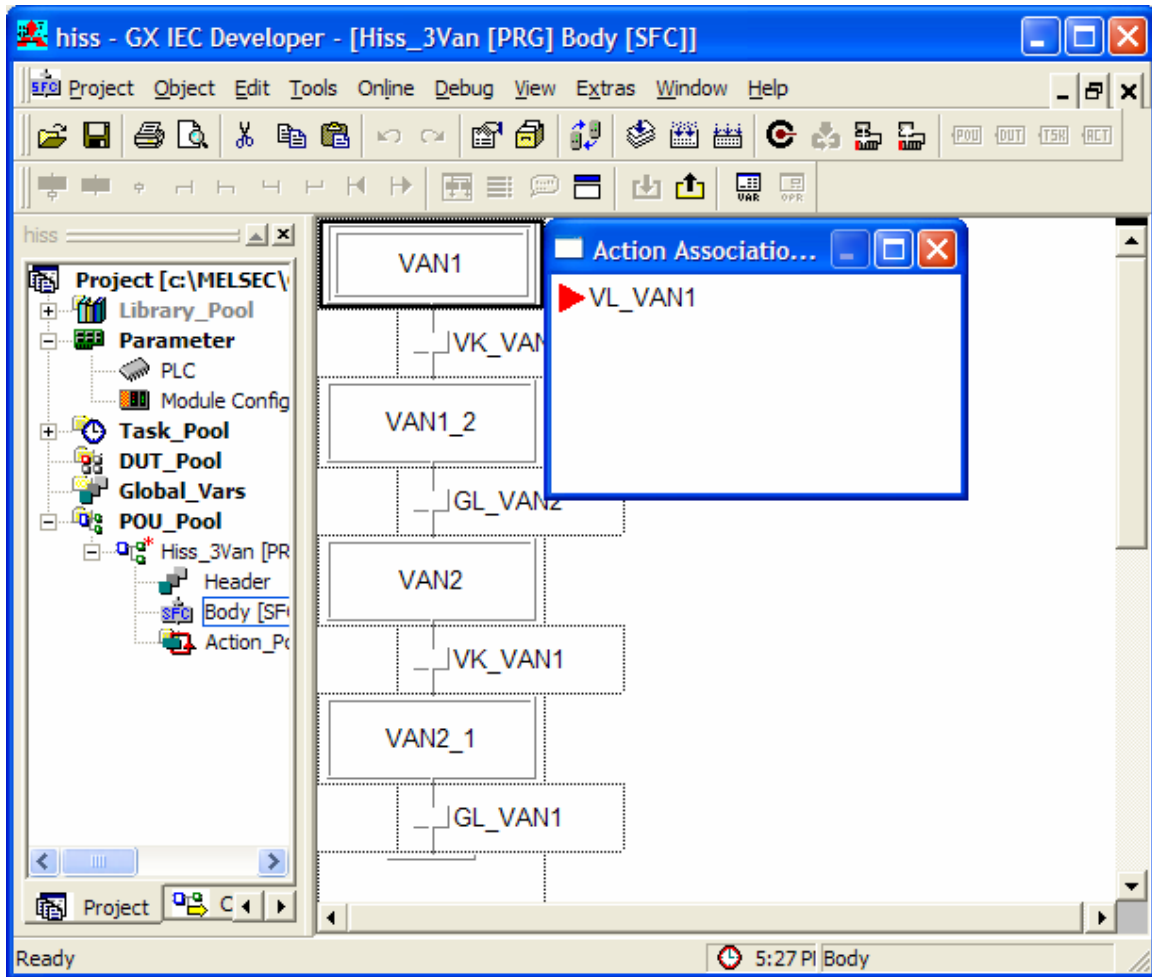 hiss - GX IEC Developer - [Hiss_3Van [PRG] Body [SFC]]
Project Object Edit Tools Online Debug View Extras Window Help
POU DUT TSK ACT
VAR OPR
hiss
Project [c:\MELSEC\
Library_Pool
Parameter
PLC
Module Config
Task_Pool
DUT_Pool
Global_Vars
POU_Pool
Hiss_3Van [PR
Header
Body [SF
Action_P
Project C
VAN1
VK_VAN
VAN1_2
GL_VAN2
VAN2
VK_VAN1
VAN2_1
GL_VAN1
Action Associatio...
VL_VAN1
Ready 5:27 P Body